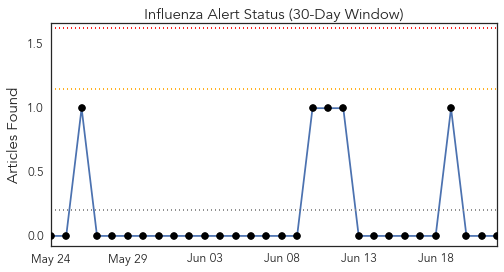 Influenza Alert Status (30-Day Window)
Articles Found
1.5
1.0
0.5
0.0
May 24 May 29 Jun 03 Jun 08 Jun 13 Jun 18